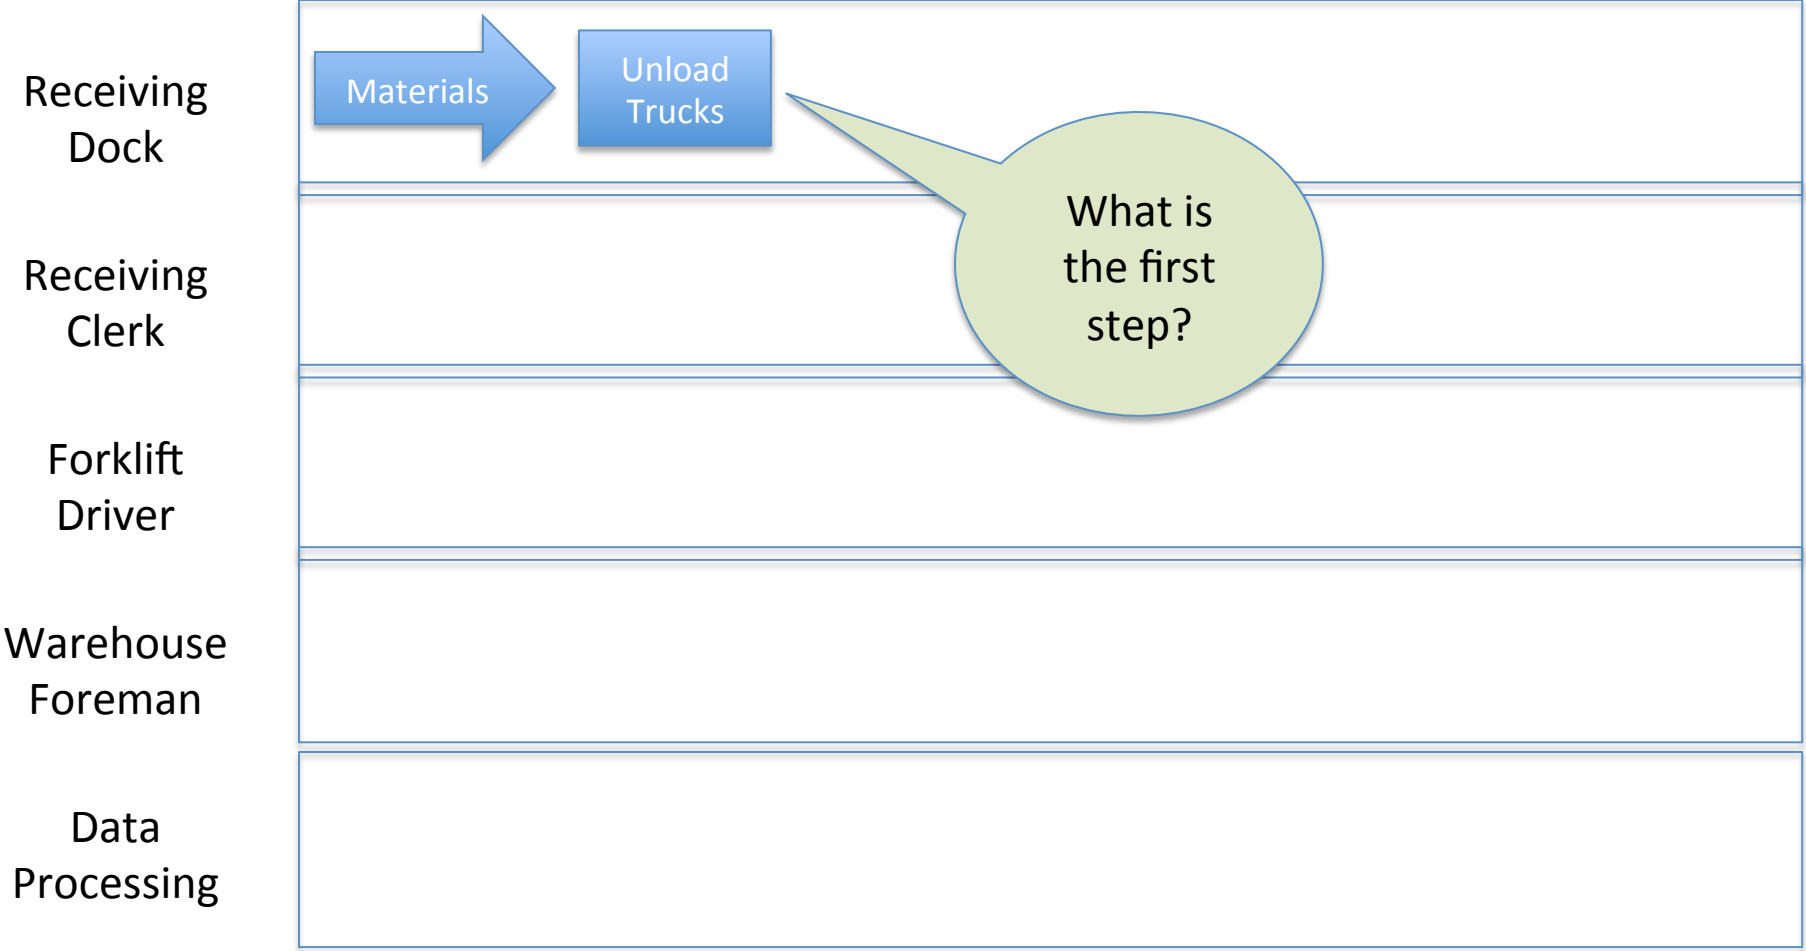 Receiving
Dock
Materials
Unload
Trucks
What is
the first
step?
Receiving
Clerk
Forklift
Driver
Warehouse
Foreman
Data
Processing